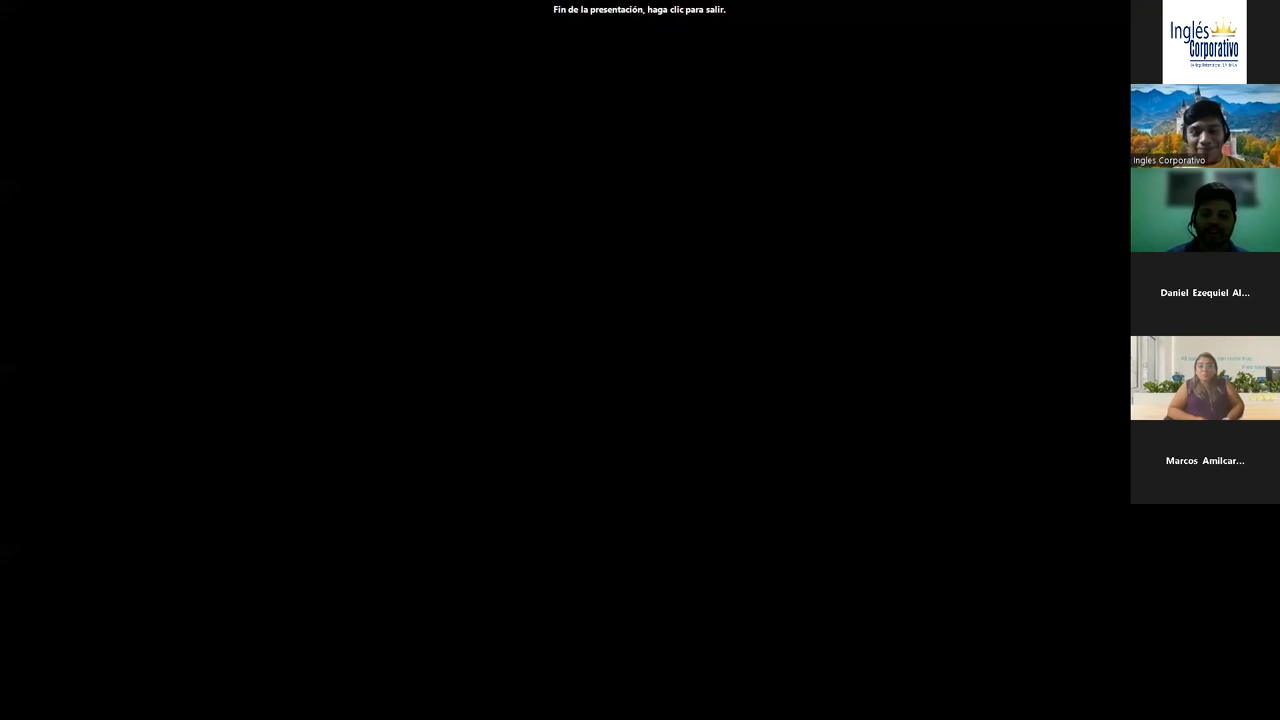 Fin de la presentación, haga clic para salir.
Inglés
Corporativo
Ingles Corporativo
Daniel Ezequiel Al...
Marcos Amilcar...